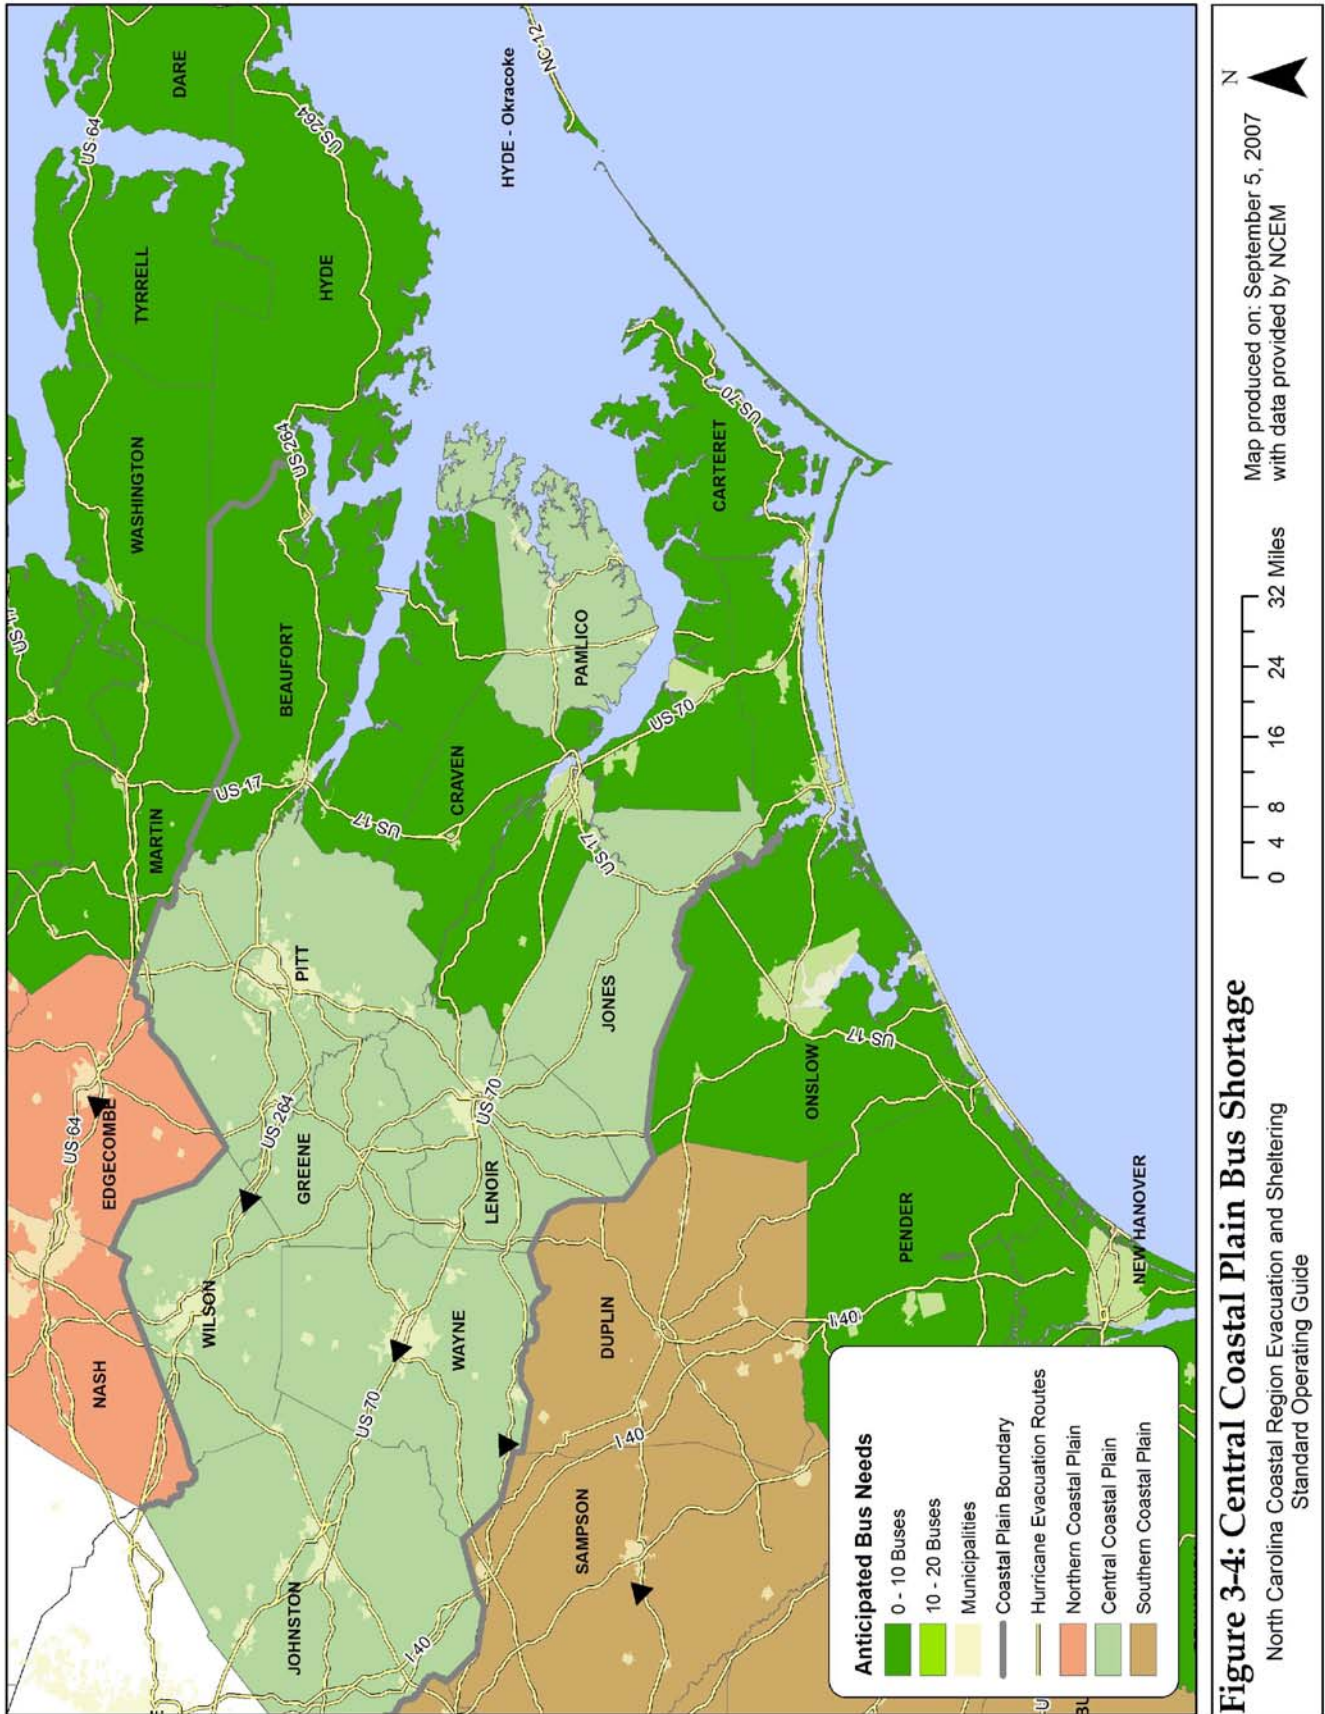 US 64
DARE
NC-12
HYDE - Okracoke
US-264
TYRRELL
HYDE
WASHINGTON
US-264
US-70
CARTERET
BEAUFORT
PAMLICO
US-70
CRAVEN
US-17
US-17
US-17
MARTIN
PITT
JONES
ONSLOW
US-17
US-64
EDGECOMBE
US-264
GREENE
US-70
LENOIR
PENDER
NEW HANOVER
NASH
WILSON
WAYNE
DUPLIN
I-40
US-70
I-40
SAMPSON
JOHNSTON
I-40
Anticipated Bus Needs
0 - 10 Buses
10 - 20 Buses
Municipalities
Coastal Plain Boundary
Hurricane Evacuation Routes
Northern Coastal Plain
Central Coastal Plain
Southern Coastal Plain
Figure 3-4: Central Coastal Plain Bus Shortage
North Carolina Coastal Region Evacuation and Sheltering
Standard Operating Guide
0 4 8 16 24 32 Miles
Map produced on: September 5, 2007
with data provided by NCEM
N